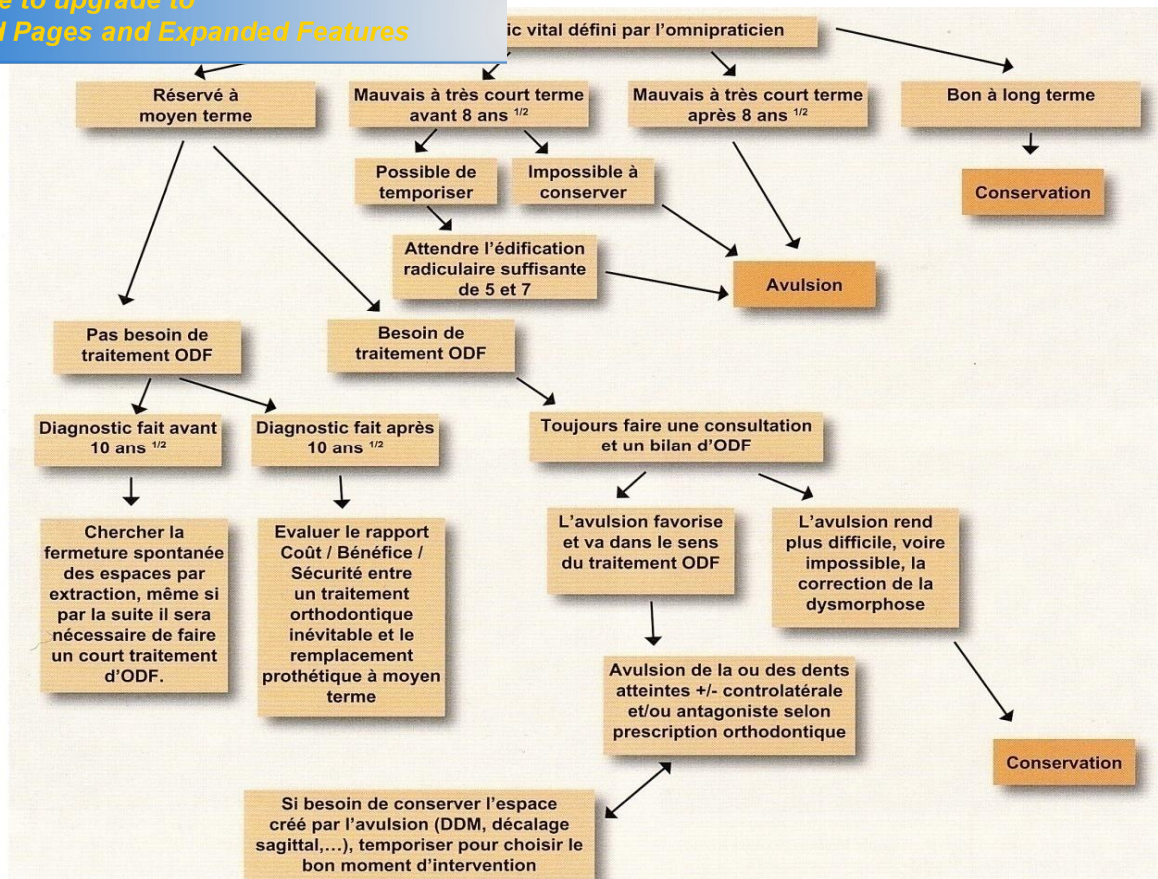 to upgrade to
Pages and Expanded Features
vital défini par l'omnipraticien
Réservé à
moyen terme
Mauvais à très court terme
avant 8 ans 1/2
Mauvais à très court terme
après 8 ans 1/2
Bon à long terme
Possible de
temporiser
Impossible à
conserver
Conservation
Attendre l'édification
radiculaire suffisante
de 5 et 7
Avulsion
Pas besoin de
traitement ODF
Besoin de
traitement ODF
Diagnostic fait avant
10 ans 1/2
Diagnostic fait après
10 ans 1/2
Toujours faire une consultation
et un bilan d'ODF
Chercher la
fermeture spontanée
des espaces par
extraction, même si
par la suite il sera
nécessaire de faire
un court traitement
d'ODF.
Evaluer le rapport
Coût / Bénéfice /
Sécurité entre
un traitement
orthodontique
inévitable et le
remplacement
prothétique à moyen
terme
L'avulsion favorise
et va dans le sens
du traitement ODF
L'avulsion rend
plus difficile, voire
impossible, la
correction de la
dysmorphose
Avulsion de la ou des dents
atteintes +/- controlatérale
et/ou antagoniste selon
prescription orthodontique
Conservation
Si besoin de conserver l'espace
créé par l'avulsion (DDM, décalage
sagittal,...), temporiser pour choisir le
bon moment d'intervention